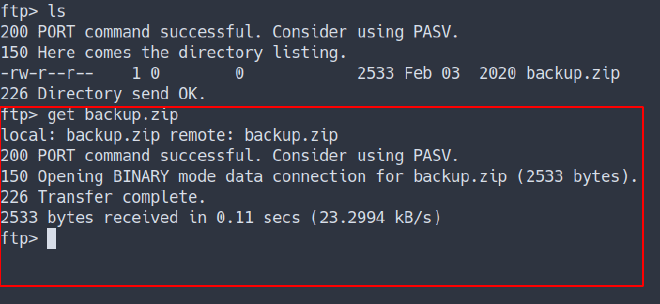 ftp> ls
200 PORT command successful. Consider using PASV.
150 Here comes the directory listing.
-rw-r--r--    1 0        0            2533 Feb 03  2020 backup.zip
226 Directory send OK.
ftp> get backup.zip
local: backup.zip remote: backup.zip
200 PORT command successful. Consider using PASV.
150 Opening BINARY mode data connection for backup.zip (2533 bytes).
226 Transfer complete.
2533 bytes received in 0.11 secs (23.2994 kB/s)
ftp>